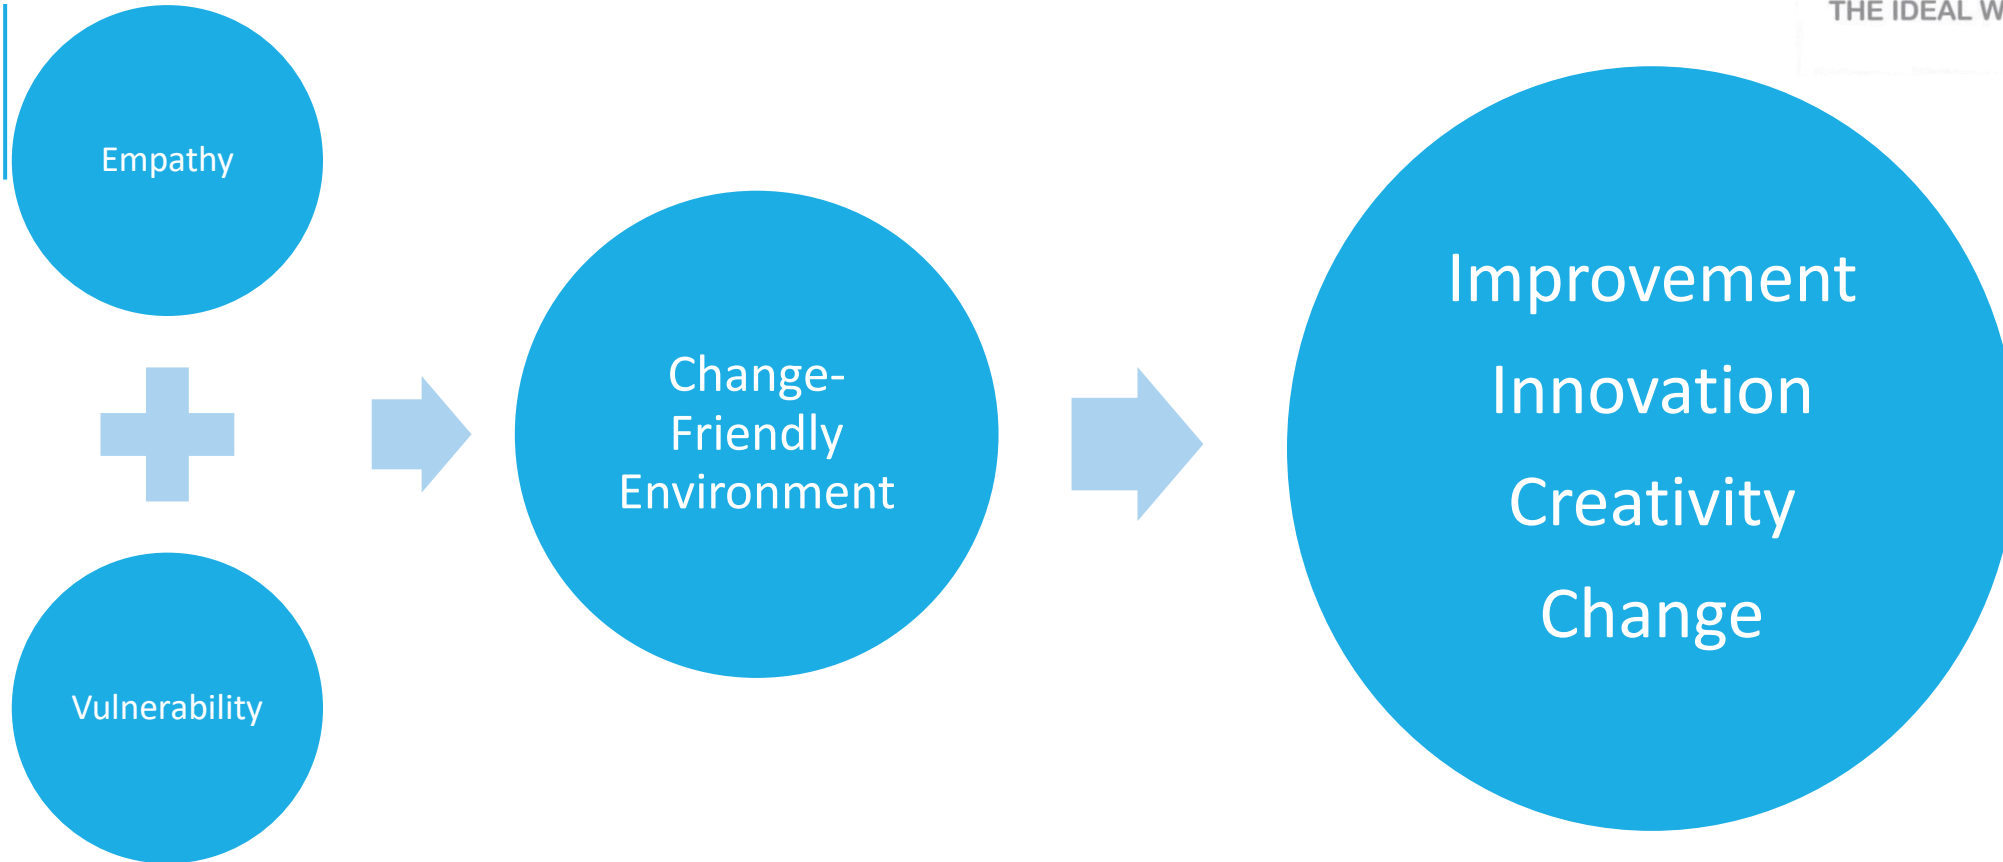 THE IDEAL W
Empathy
Vulnerability
Change-
Friendly
Environment
Improvement
Innovation
Creativity
Change